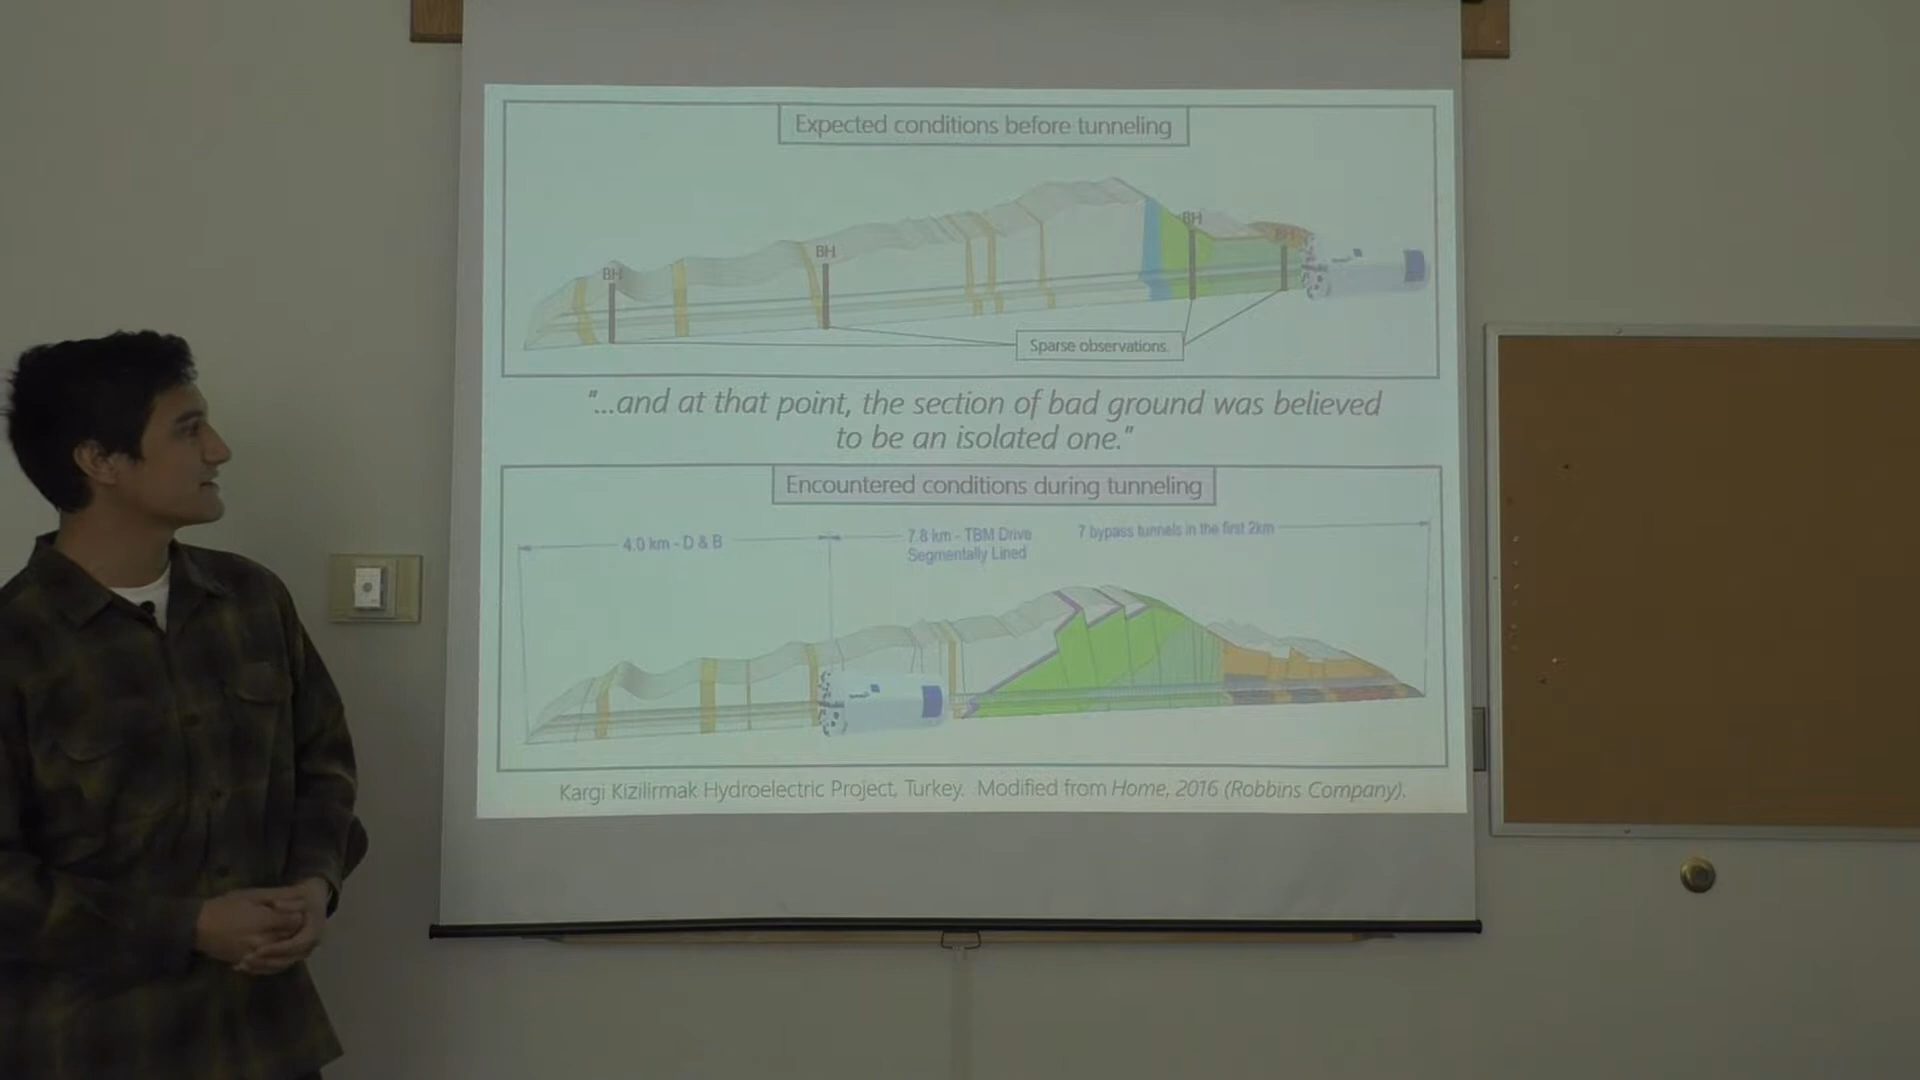 Expected conditions before tunneling
BH
BH
BH
BH
Sparse observations.
"...and at that point, the section of bad ground was believed
to be an isolated one."
Encountered conditions during tunneling
4.0 km - D & B
7.8 km - TBM Drive
Segmentally Lined
7 bypass tunnels in the first 2km
Kargi Kizilirmak Hydroelectric Project, Turkey. Modified from Home, 2016 (Robbins Company).